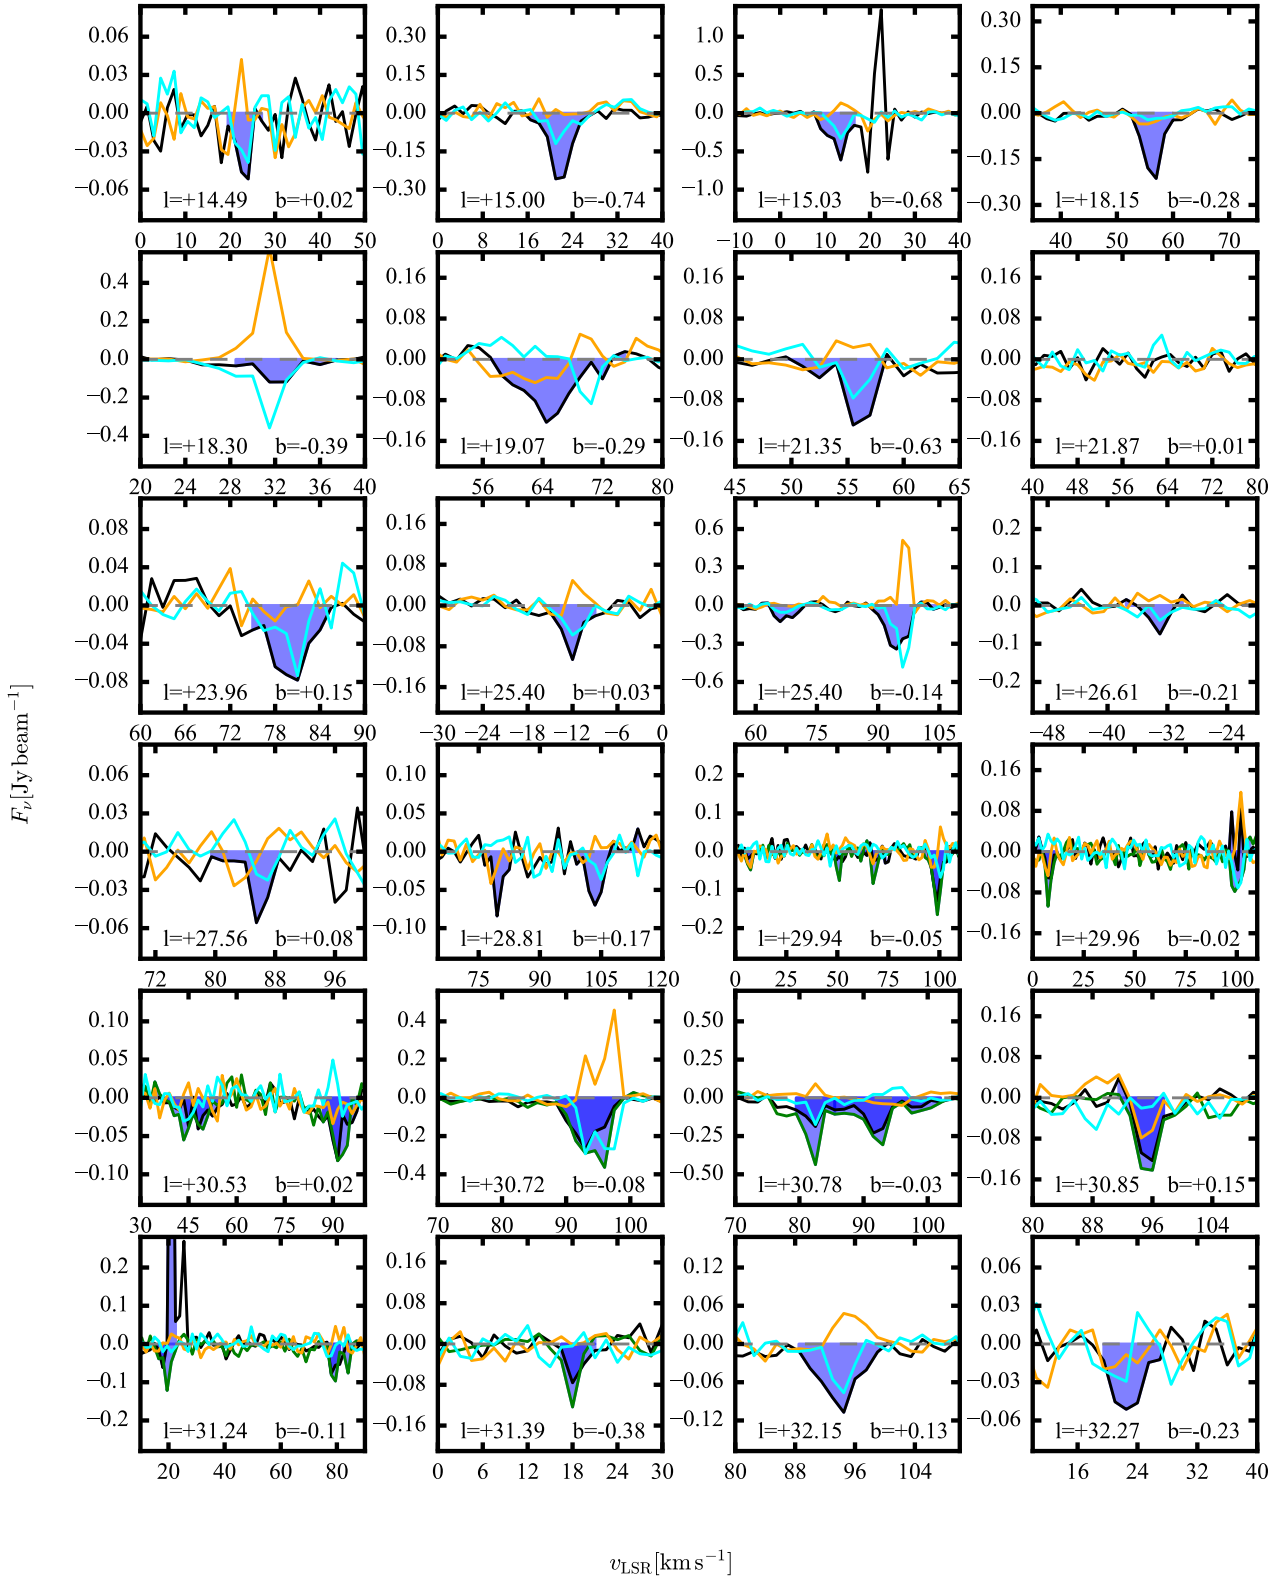 0.06 0.30 1.0 0.30
0.03 0.15 0.5 0.15
0.00 0.00 0.0 0.00
−0.03 −0.15 −0.5 −0.15
−0.06 −0.30 −1.0 −0.30
l=+14.49 b=+0.02 l=+15.00 b=-0.74 l=+15.03 b=-0.68 l=+18.15 b=-0.28
0 10 20 30 40 50 0 8 16 24 32 40 −10 0 10 20 30 40 40 50 60 70
0.4 0.16 0.16 0.16
0.2 0.08 0.08 0.08
0.0 0.00 0.00 0.00
−0.2 −0.08 −0.08 −0.08
−0.4 −0.16 −0.16 −0.16
l=+18.30 b=-0.39 l=+19.07 b=-0.29 l=+21.35 b=-0.63 l=+21.87 b=+0.01
20 24 28 32 36 40 56 64 72 80 45 50 55 60 65 40 48 56 64 72 80
0.08 0.16 0.6 0.2
0.04 0.08 0.3 0.1
0.00 0.00 0.0 0.0
−0.04 −0.08 −0.3 −0.1
−0.08 −0.16 −0.6 −0.2
l=+23.96 b=+0.15 l=+25.40 b=+0.03 l=+25.40 b=-0.14 l=+26.61 b=-0.21
60 66 72 78 84 90 −30 −24 −18 −12 −6 0 60 75 90 105 −48 −40 −32 −24
0.06 0.10 0.2 0.16
0.03 0.05 0.1 0.08
0.00 0.00 0.0 0.00
−0.03 −0.05 −0.1 −0.08
−0.06 −0.10 −0.2 −0.16
l=+27.56 b=+0.08 l=+28.81 b=+0.17 l=+29.94 b=-0.05 l=+29.96 b=-0.02
72 80 88 96 75 90 105 120 0 25 50 75 100 0 25 50 75 100
F_ν[Jy beam⁻¹]
0.10 0.4 0.50 0.16
0.05 0.2 0.25 0.08
0.00 0.0 0.00 0.00
−0.05 −0.2 −0.25 −0.08
−0.10 −0.4 −0.50 −0.16
l=+30.53 b=+0.02 l=+30.72 b=-0.08 l=+30.78 b=-0.03 l=+30.85 b=+0.15
30 45 60 75 90 70 80 90 100 70 80 90 100 80 88 96 104
0.2 0.16 0.12 0.06
0.1 0.08 0.06 0.03
0.0 0.00 0.00 0.00
−0.1 −0.08 −0.06 −0.03
−0.2 −0.16 −0.12 −0.06
l=+31.24 b=-0.11 l=+31.39 b=-0.38 l=+32.15 b=+0.13 l=+32.27 b=-0.23
20 40 60 80 0 6 12 18 24 30 80 88 96 104 16 24 32 40
v_LSR[km s⁻¹]